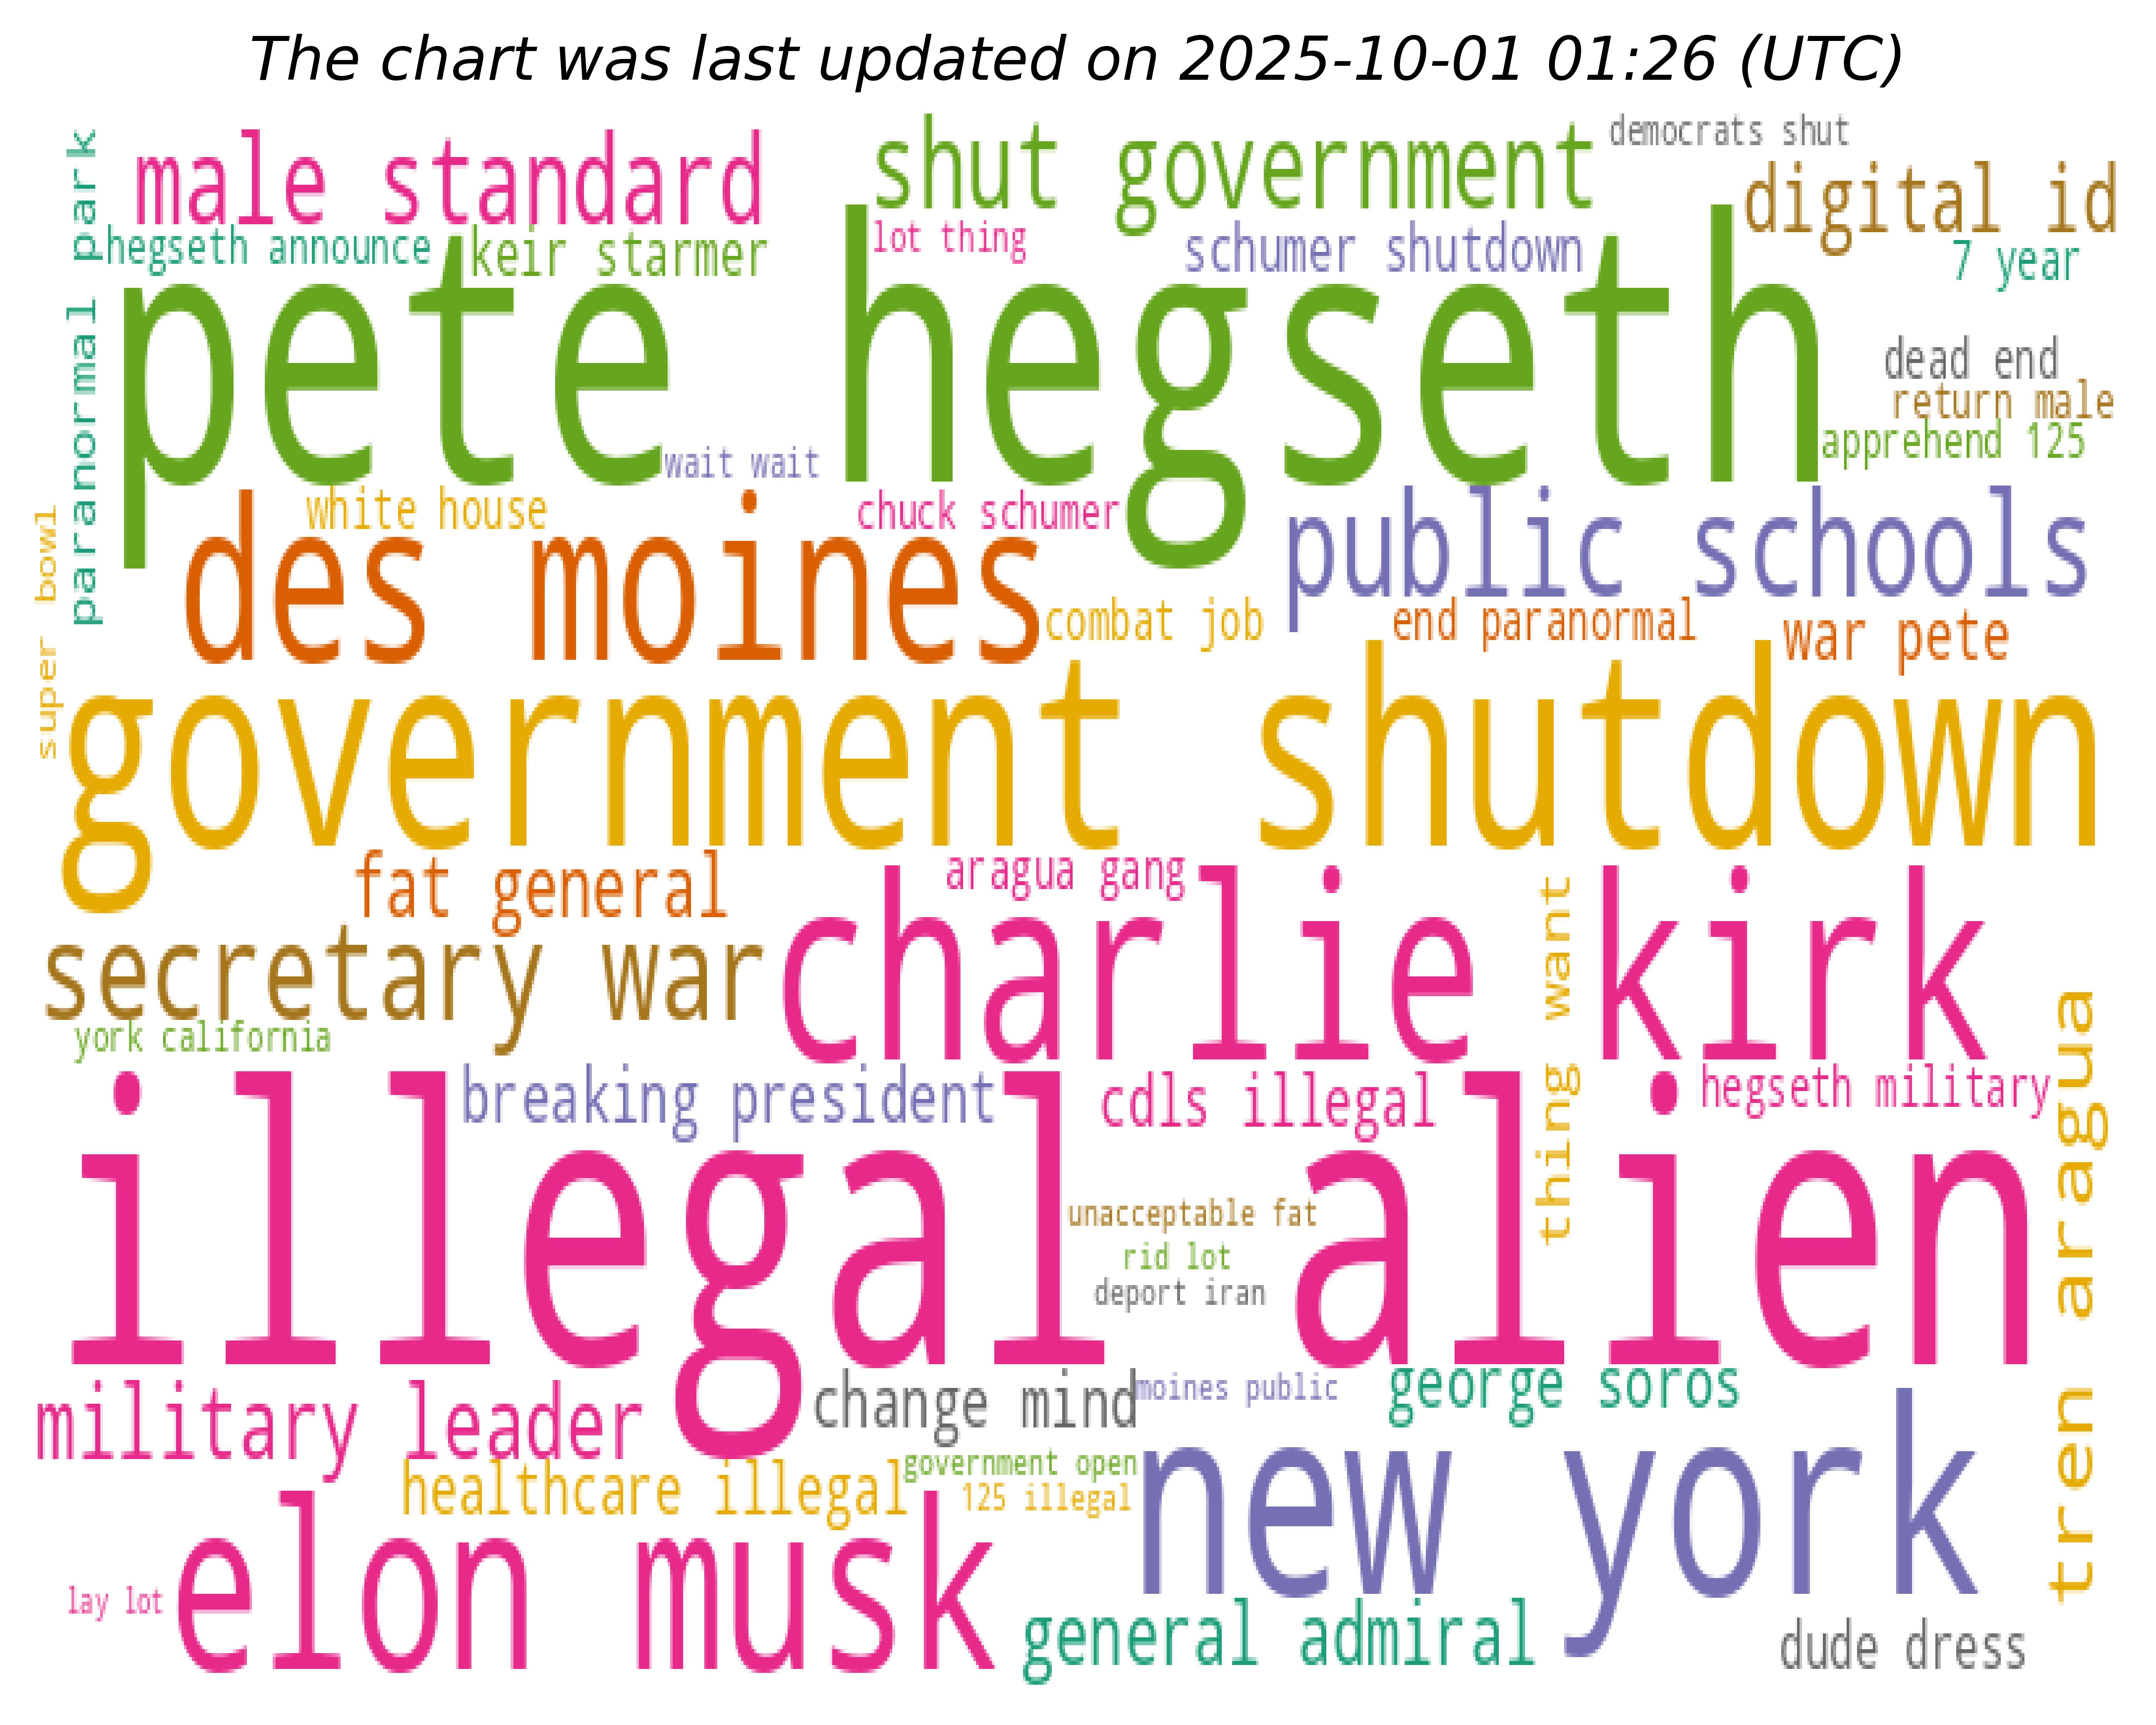 The chart was last updated on 2025-10-01 01:26 (UTC)
democrats shut
shut government
male standard
digital id
paranormal park
hegseth announce
keir starmer
lot thing
schumer shutdown
7 year
pete hegseth
dead end
return male
apprehend 125
wait wait
white house
chuck schumer
public schools
super bowl
des moines
combat job
end paranormal
war pete
government shutdown
fat general
aragua gang
charlie kirk
thing want
secretary war
york california
breaking president
cdls illegal
hegseth military
tren aragua
illegal alien
unacceptable fat
rid lot
deport iran
military leader
change mind
moines public
george soros
government open
healthcare illegal
125 illegal
new york
elon musk
lay lot
general admiral
dude dress